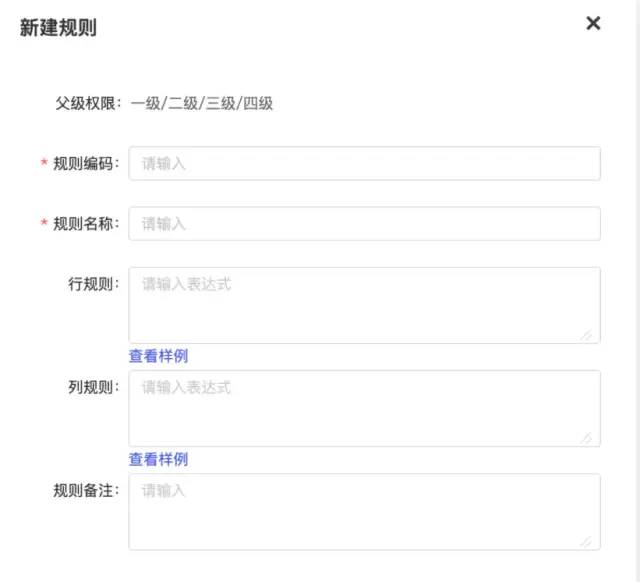 新建规则
父级权限: 一级/二级/三级/四级
* 规则编码: 请输入
* 规则名称: 请输入
行规则: 请输入表达式
查看样例
列规则: 请输入表达式
查看样例
规则备注: 请输入